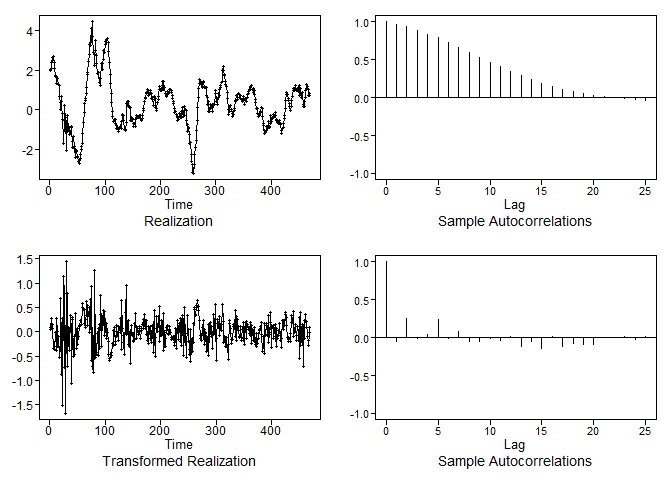 4
2
0
-2
0 100 200 300 400
Time
Realization
1.0
0.5
0.0
-0.5
-1.0
0 5 10 15 20 25
Lag
Sample Autocorrelations
1.5
1.0
0.5
0.0
-0.5
-1.0
-1.5
0 100 200 300 400
Time
Transformed Realization
1.0
0.5
0.0
-0.5
-1.0
0 5 10 15 20 25
Lag
Sample Autocorrelations